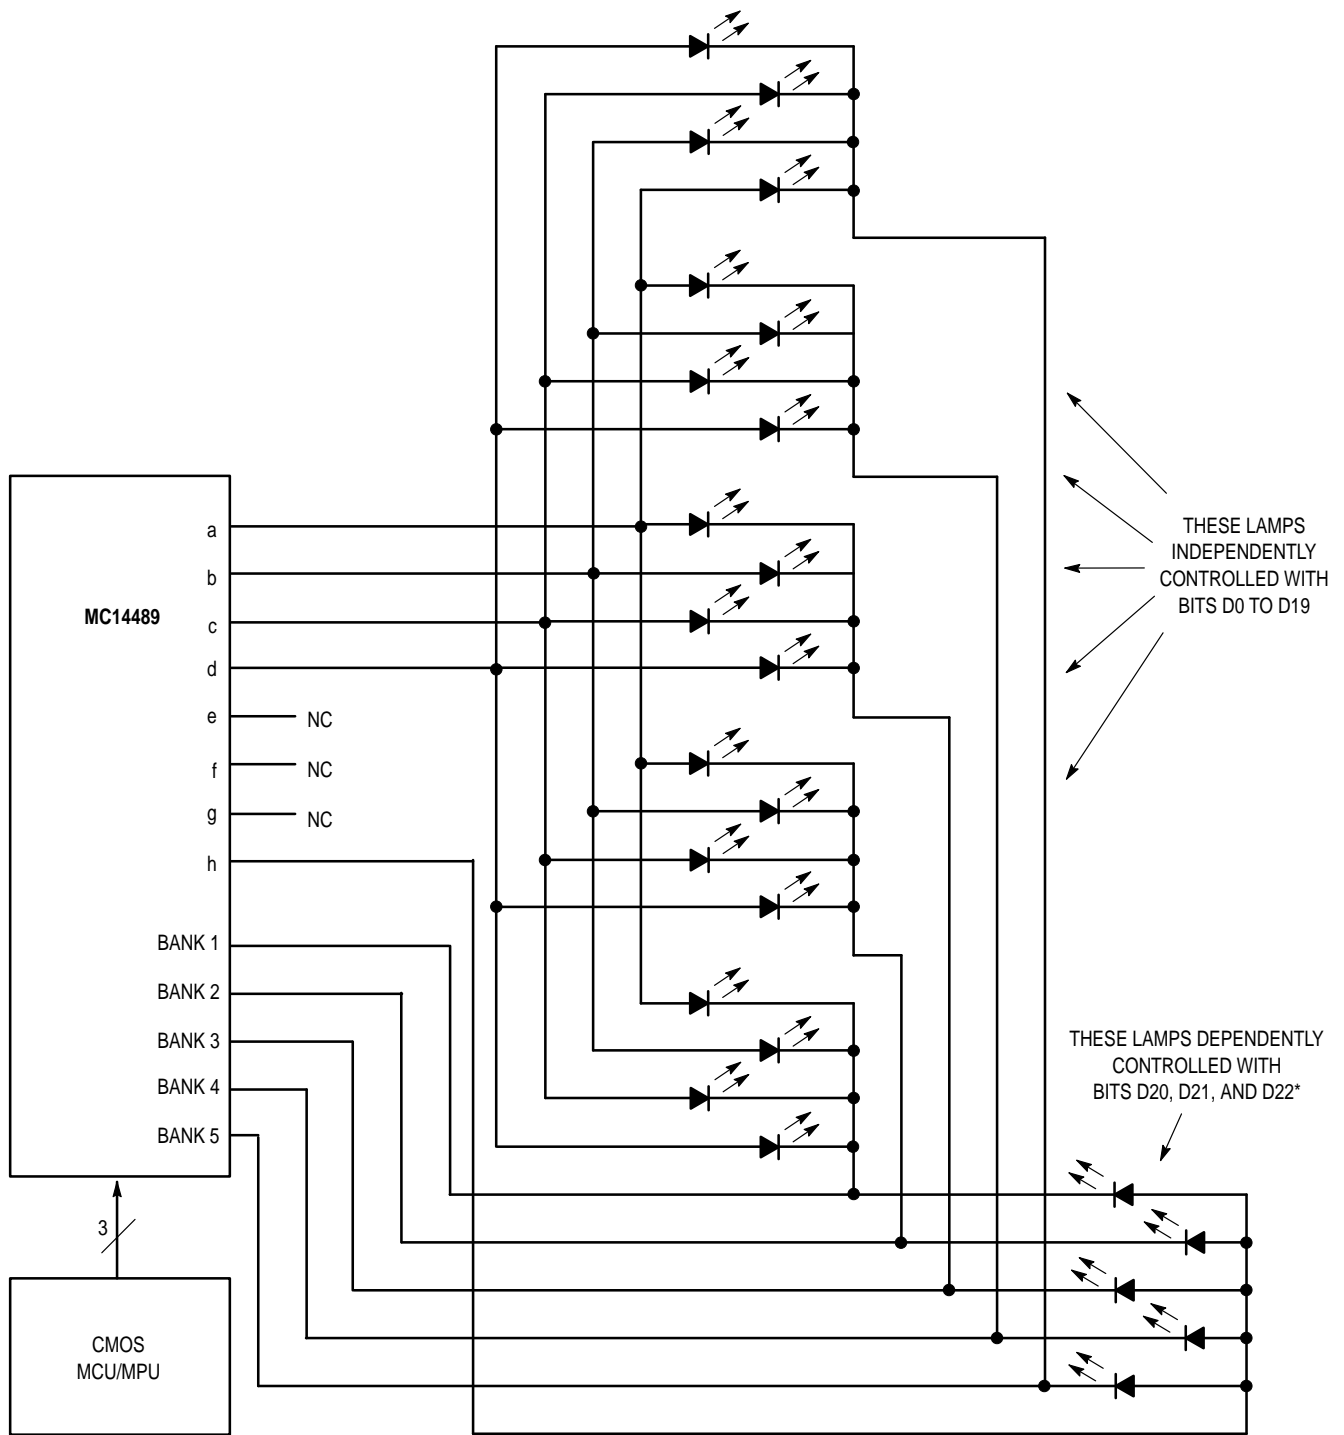 a
b
MC14489
c
d
e
NC
f
NC
g
NC
h
BANK 1
BANK 2
BANK 3
BANK 4
BANK 5
3
CMOS
MCU/MPU
THESE LAMPS
INDEPENDENTLY
CONTROLLED WITH
BITS D0 TO D19
THESE LAMPS DEPENDENTLY
CONTROLLED WITH
BITS D20, D21, AND D22*